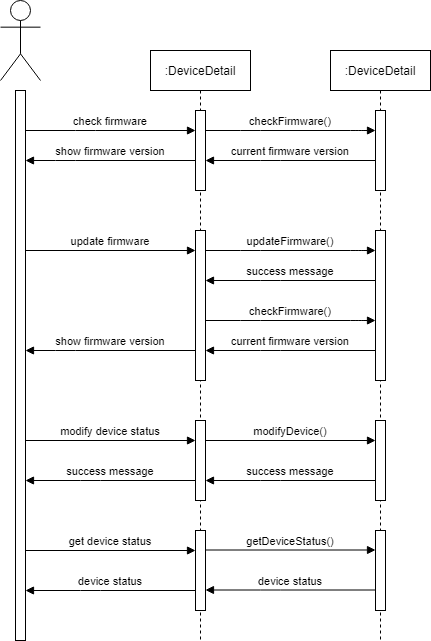 :DeviceDetail :DeviceDetail
check firmware checkFirmware()
show firmware version current firmware version
update firmware updateFirmware()
success message
checkFirmware()
show firmware version current firmware version
modify device status modifyDevice()
success message success message
get device status getDeviceStatus()
device status device status